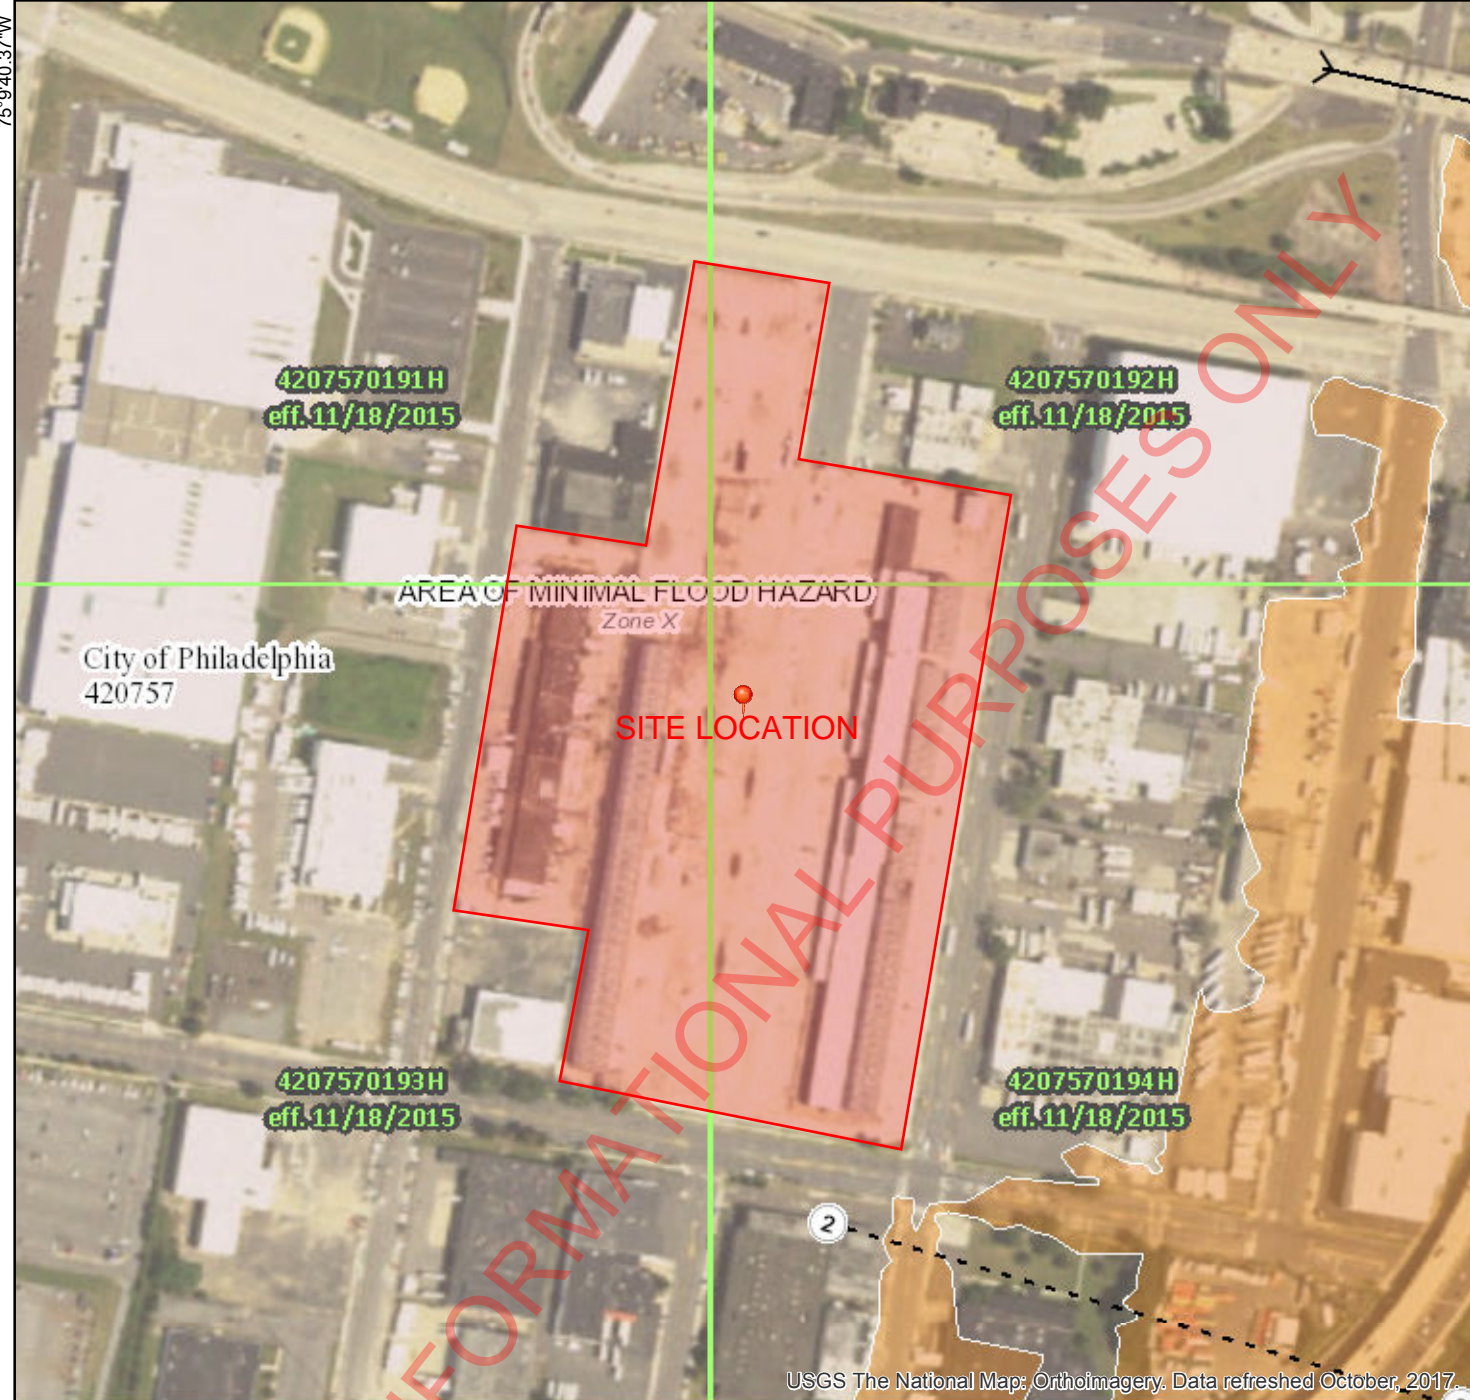 75°9'40.37"W
4207570191H
eff. 11/18/2015
4207570192H
eff. 11/18/2015
AREA OF MINIMAL FLOOD HAZARD
Zone X
City of Philadelphia
420757
SITE LOCATION
FORMATIONAL PURPOSES ONLY
4207570193H
eff. 11/18/2015
4207570194H
eff. 11/18/2015
2
USGS The National Map: Orthoimagery. Data refreshed October, 2017.